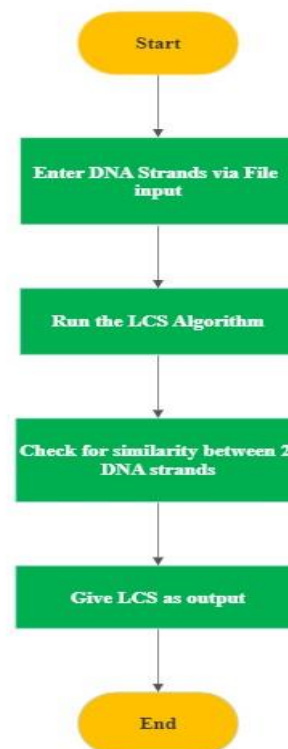 Start
Enter DNA Strands via File
input
Run the LCS Algorithm
Check for similarity between 2
DNA strands
Give LCS as output
End